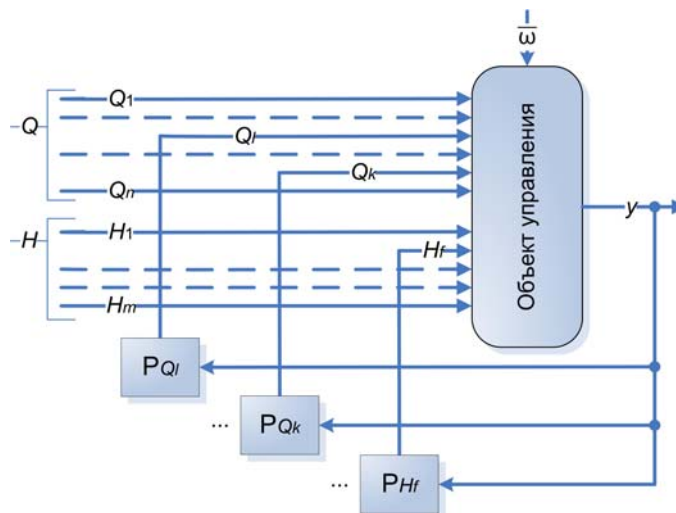 ω
Q1
Q
Ql
Qk
Qn
H1
H
Hf
Hm
Объект управления
y
PQl
... PQk
... PHf